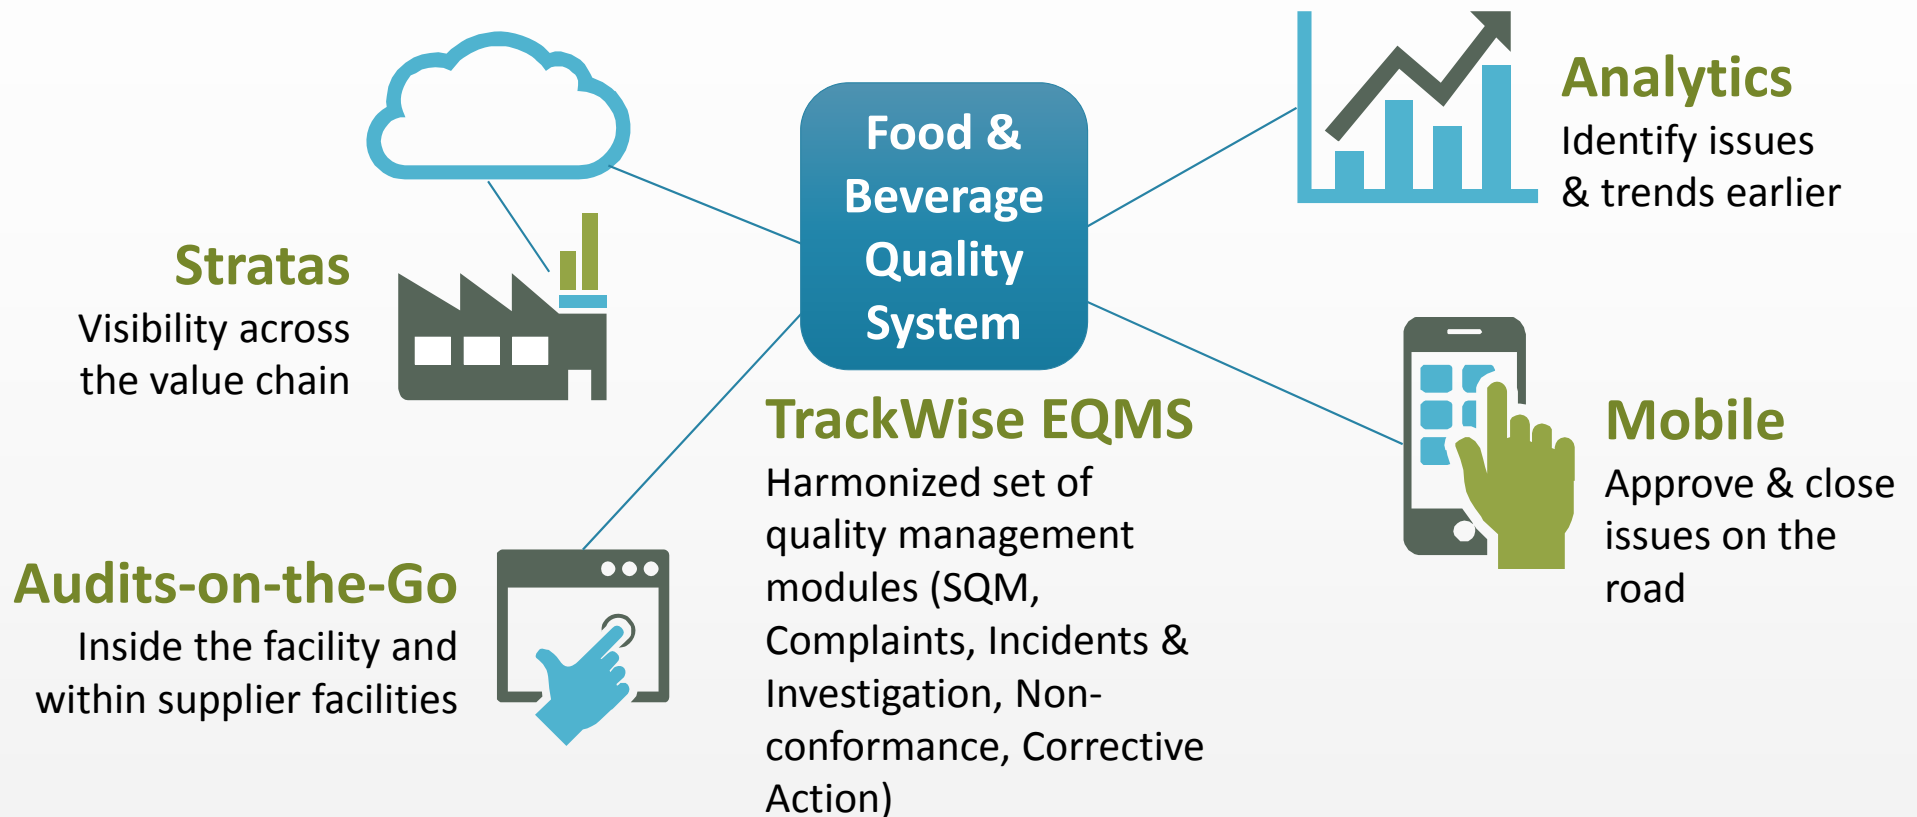 Food &
Beverage
Quality
System
Stratas
Visibility across
the value chain
Audits-on-the-Go
Inside the facility and
within supplier facilities
TrackWise EQMS
Harmonized set of
quality management
modules (SQM,
Complaints, Incidents &
Investigation, Non-
conformance, Corrective
Action)
Analytics
Identify issues
& trends earlier
Mobile
Approve & close
issues on the
road